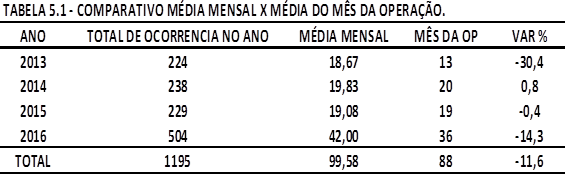 TABELA 5.1 - COMPARATIVO MÉDIA MENSAL X MÉDIA DO MÊS DA OPERAÇÃO.
ANO TOTAL DE OCORRENCIA NO ANO MÉDIA MENSAL MÊS DA OP VAR %
2013 224 18,67 13 -30,4
2014 238 19,83 20 0,8
2015 229 19,08 19 -0,4
2016 504 42,00 36 -14,3
TOTAL 1195 99,58 88 -11,6